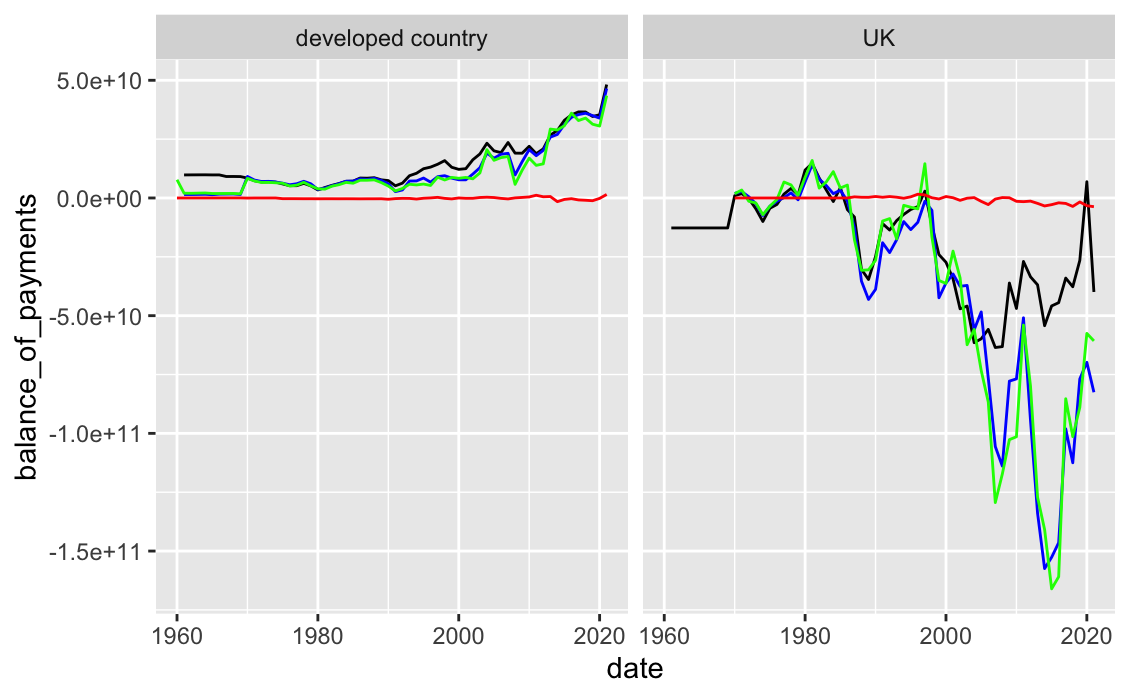 developed country
UK
5.0e+10
0.0e+00
-5.0e+10
-1.0e+11
-1.5e+11
balance_of_payments
1960
1980
2000
2020
1960
1980
2000
2020
date